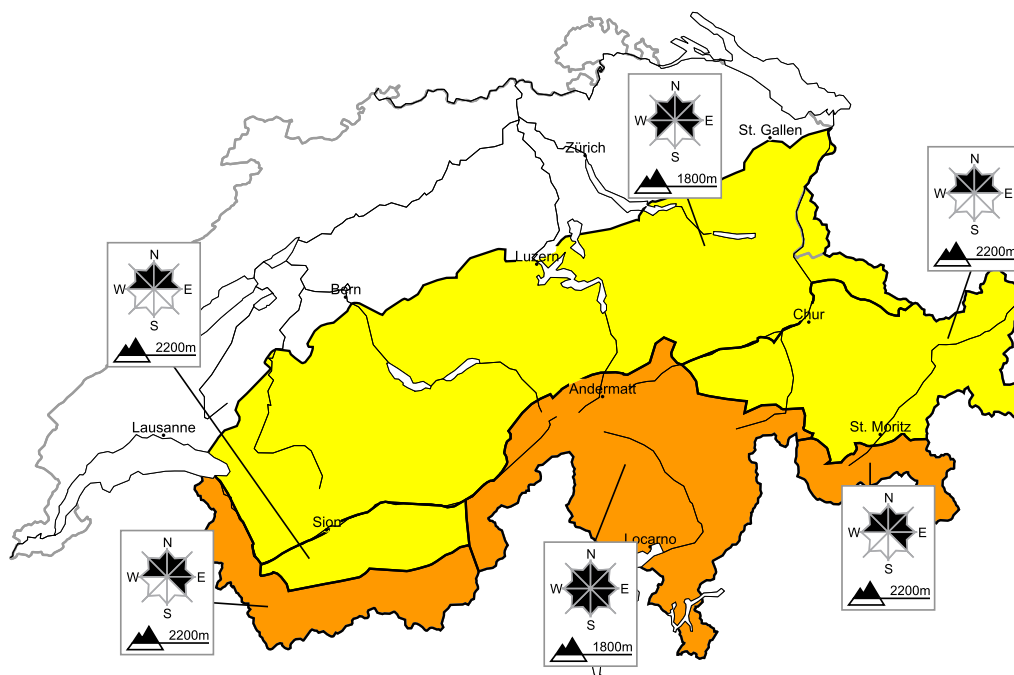 N
W E
S
1800m
St. Gallen
Zürich
N
W E
S
2200m
N
W E
S
2200m
Luzern
Bern
Chur
Andermatt
Lausanne
St. Moritz
N
W E
S
2200m
Sion
N
W E
S
2200m
Locarno
N
W E
S
1800m